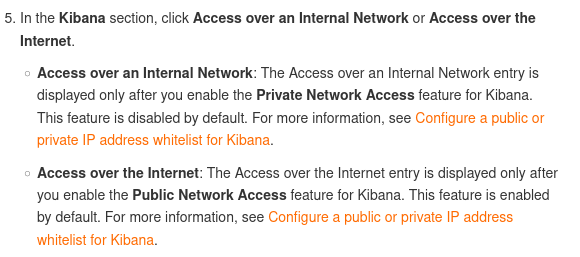 5. In the Kibana section, click Access over an Internal Network or Access over the
Internet.
○ Access over an Internal Network: The Access over an Internal Network entry is
displayed only after you enable the Private Network Access feature for Kibana.
This feature is disabled by default. For more information, see Configure a public or
private IP address whitelist for Kibana.
○ Access over the Internet: The Access over the Internet entry is displayed only after
you enable the Public Network Access feature for Kibana. This feature is enabled
by default. For more information, see Configure a public or private IP address
whitelist for Kibana.